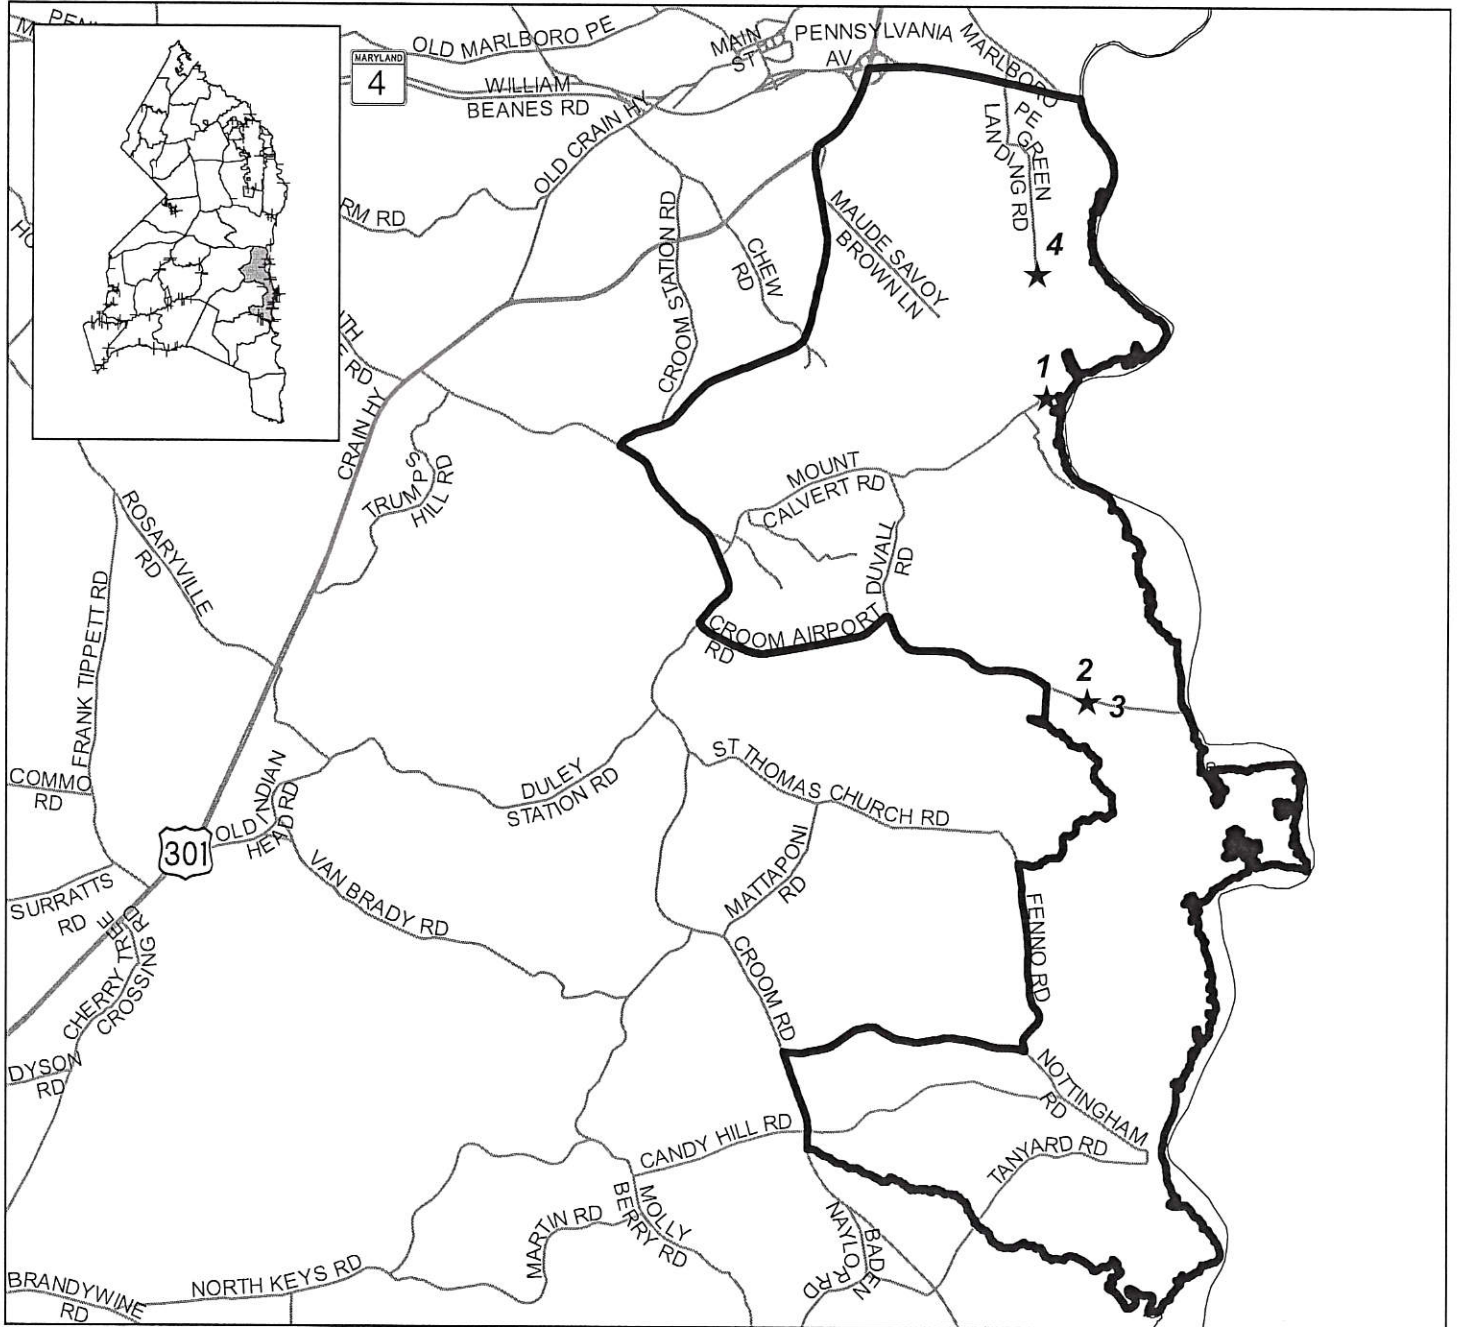 PENN
OLD MARLBORO PE
MARYLAND
4
WILLIAM
BEANES RD
MAIN
ST
PENNSYLVANIA
AV
MARLBORO
PE
GREEN
LANDING RD
OLD CRAIN HY
RM RD
CROOM STATION RD
CHEW
RD
MAUDE SAVOY
BROWN LN
4
1
TH
E RD
CRAIN HY
TRUMPS
HILL RD
MOUNT
CALVERT RD
DUVALL
RD
ROSARYVILLE
RD
FRANK TIPPETT RD
CROOM AIRPORT
RD
2
3
COMMO
RD
OLD INDIAN
HEAD RD
DULEY
STATION RD
ST THOMAS CHURCH RD
301
MATTAPONI
RD
SURRATTS
RD
VAN BRADY RD
FENNO RD
CHERRY TREE
CROSSING RD
CROOM RD
DYSON
RD
NOTTINGHAM
RD
CANDY HILL RD
TANYARD RD
MOLLY
BERRY RD
MARTIN RD
BADEN
NAYLOR RD
NORTH KEYS RD
BRANDYWINE
RD